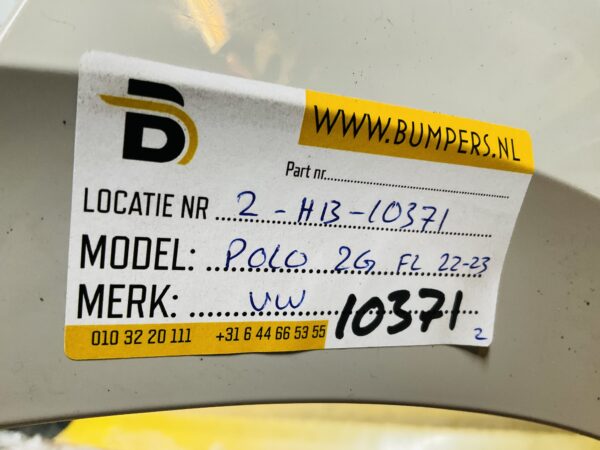 B
WWW.BUMPERS.NL
Part nr.
LOCATIE NR 2-HB-10371
MODEL: POLO 2G FL 22-23
MERK: VW 10371
010 32 20 111 +31 6 44 66 53 55 2